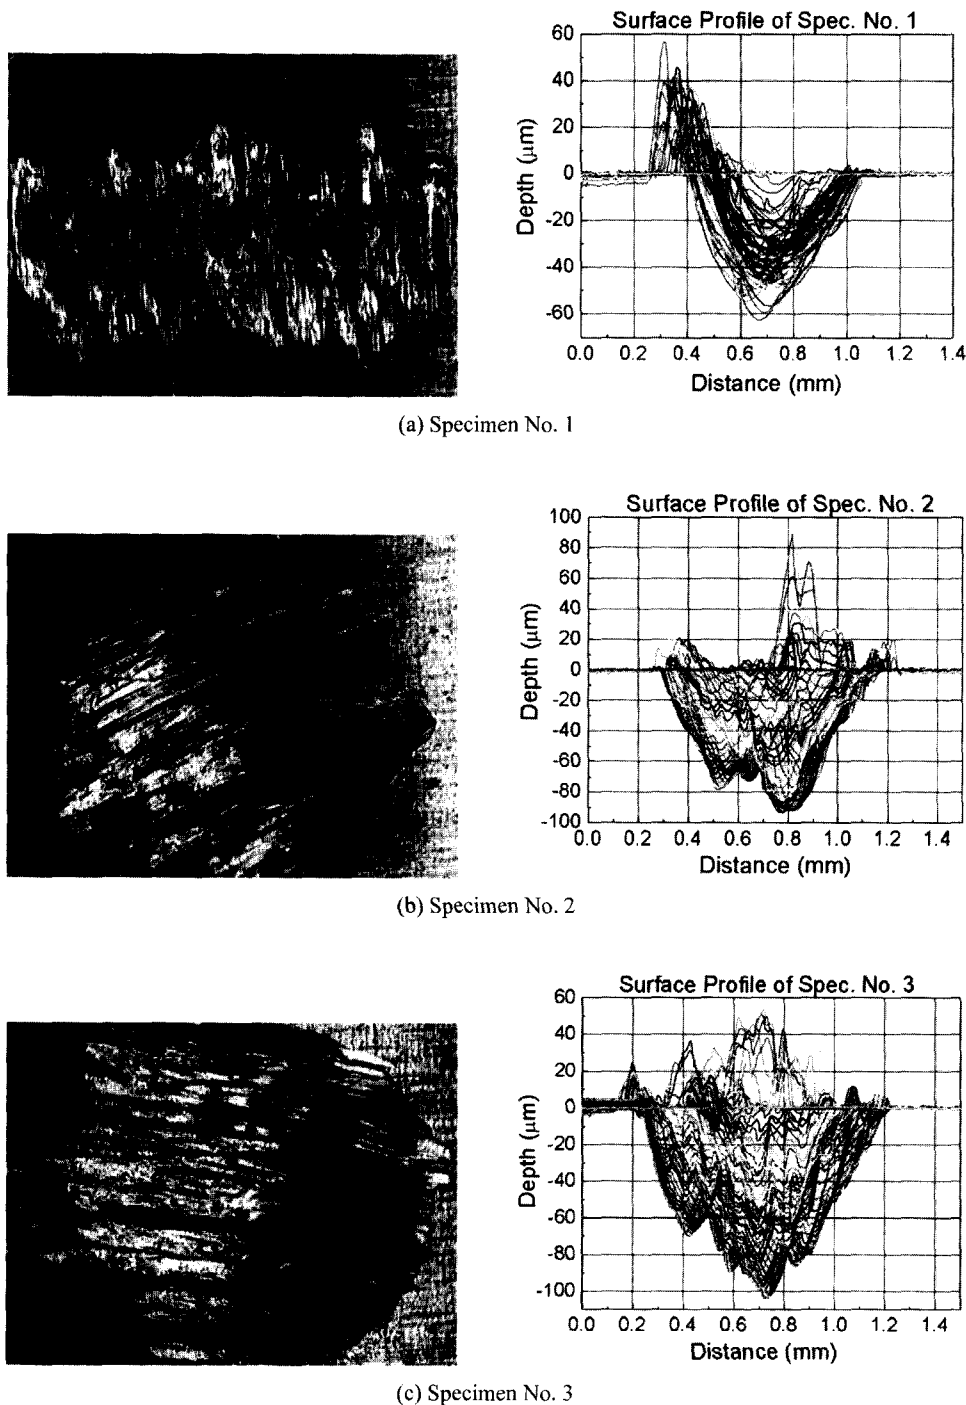 Surface Profile of Spec. No. 1
60
40
20
0
-20
-40
-60
Depth (μm)
0.0 0.2 0.4 0.6 0.8 1.0 1.2 1.4
Distance (mm)
(a) Specimen No. 1
Surface Profile of Spec. No. 2
100
80
60
40
20
0
-20
-40
-60
-80
-100
Depth (μm)
0.0 0.2 0.4 0.6 0.8 1.0 1.2 1.4
Distance (mm)
(b) Specimen No. 2
Surface Profile of Spec. No. 3
60
40
20
0
-20
-40
-60
-80
-100
Depth (μm)
0.0 0.2 0.4 0.6 0.8 1.0 1.2 1.4
Distance (mm)
(c) Specimen No. 3